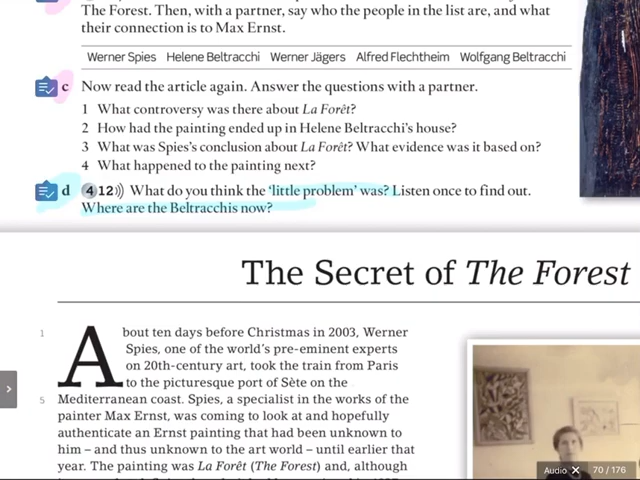 The Forest. Then, with a partner, say who the people in the list are, and what
their connection is to Max Ernst.
Werner Spies Helene Beltracchi Werner Jägers Alfred Flechtheim Wolfgang Beltracchi
c Now read the article again. Answer the questions with a partner.
1 What controversy was there about La Forêt?
2 How had the painting ended up in Helene Beltracchi's house?
3 What was Spies's conclusion about La Forêt? What evidence was it based on?
4 What happened to the painting next?
d 4 12 What do you think the 'little problem' was? Listen once to find out.
Where are the Beltracchis now?
The Secret of The Forest
1 About ten days before Christmas in 2003, Werner
Spies, one of the world's pre-eminent experts
on 20th-century art, took the train from Paris
to the picturesque port of Sète on the
5 Mediterranean coast. Spies, a specialist in the works of the
painter Max Ernst, was coming to look at and hopefully
authenticate an Ernst painting that had been unknown to
him – and thus unknown to the art world – until earlier that
year. The painting was La Forêt (The Forest) and, although
Audio ✕ 70 / 176